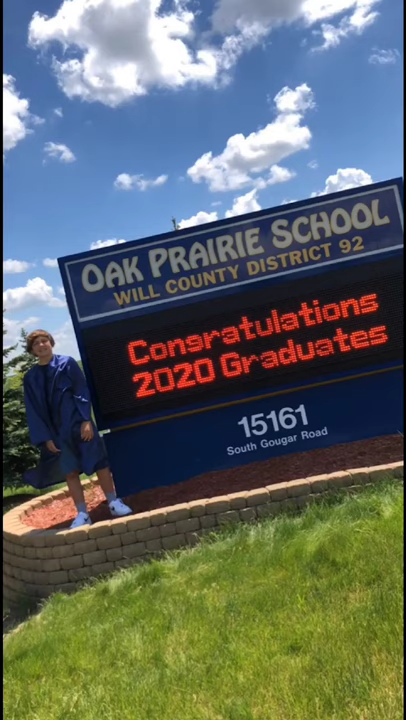 OAK PRAIRIE SCHOOL
WILL COUNTY DISTRICT 92
Congratulations
2020 Graduates
15161
South Gougar Road